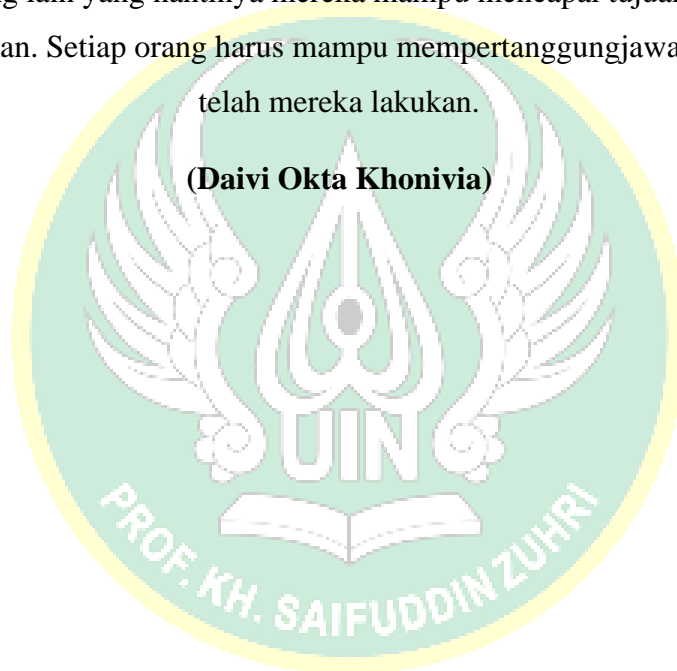 g lain yang nantinya mereka mampu mencapai tujuan
an. Setiap orang harus mampu mempertanggungjawa
telah mereka lakukan.
(Daivi Okta Khonivia)
UIN
PROF. KH. SAIFUDDIN ZUHRI